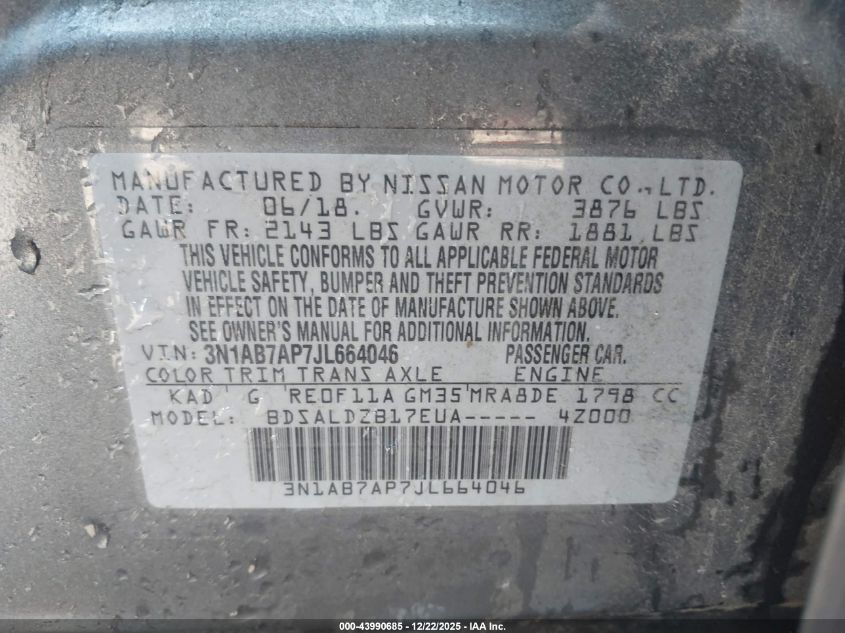 MANUFACTURED BY NISSAN MOTOR CO.,LTD.
DATE: 06/18. GVWR: 3876 LBS
GAWR FR: 2143 LBS GAWR RR: 1881 LBS
THIS VEHICLE CONFORMS TO ALL APPLICABLE FEDERAL MOTOR
VEHICLE SAFETY, BUMPER AND THEFT PREVENTION STANDARDS
IN EFFECT ON THE DATE OF MANUFACTURE SHOWN ABOVE.
SEE OWNER'S MANUAL FOR ADDITIONAL INFORMATION.
VIN: 3N1AB7AP7JL664046 PASSENGER CAR.
COLOR TRIM TRANS AXLE ENGINE
KAD G RE0F11A GM35 MRA8DE 1798 CC
MODEL: BDSALDZB17EUA----- 4Z000
3N1AB7AP7JL664046
000-43990685 - 12/22/2025 - IAA Inc.